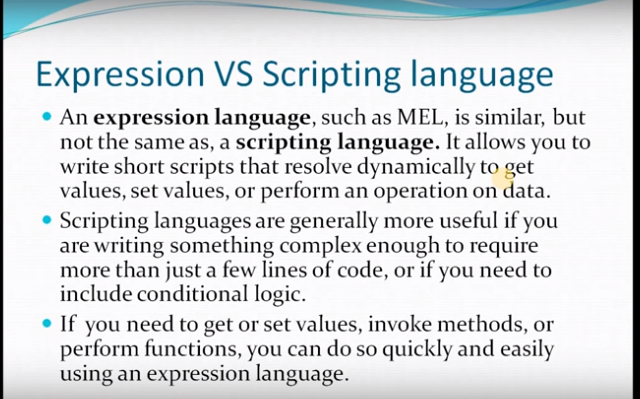 Expression VS Scripting language
• An expression language, such as MEL, is similar, but
not the same as, a scripting language. It allows you to
write short scripts that resolve dynamically to get
values, set values, or perform an operation on data.
• Scripting languages are generally more useful if you
are writing something complex enough to require
more than just a few lines of code, or if you need to
include conditional logic.
• If you need to get or set values, invoke methods, or
perform functions, you can do so quickly and easily
using an expression language.